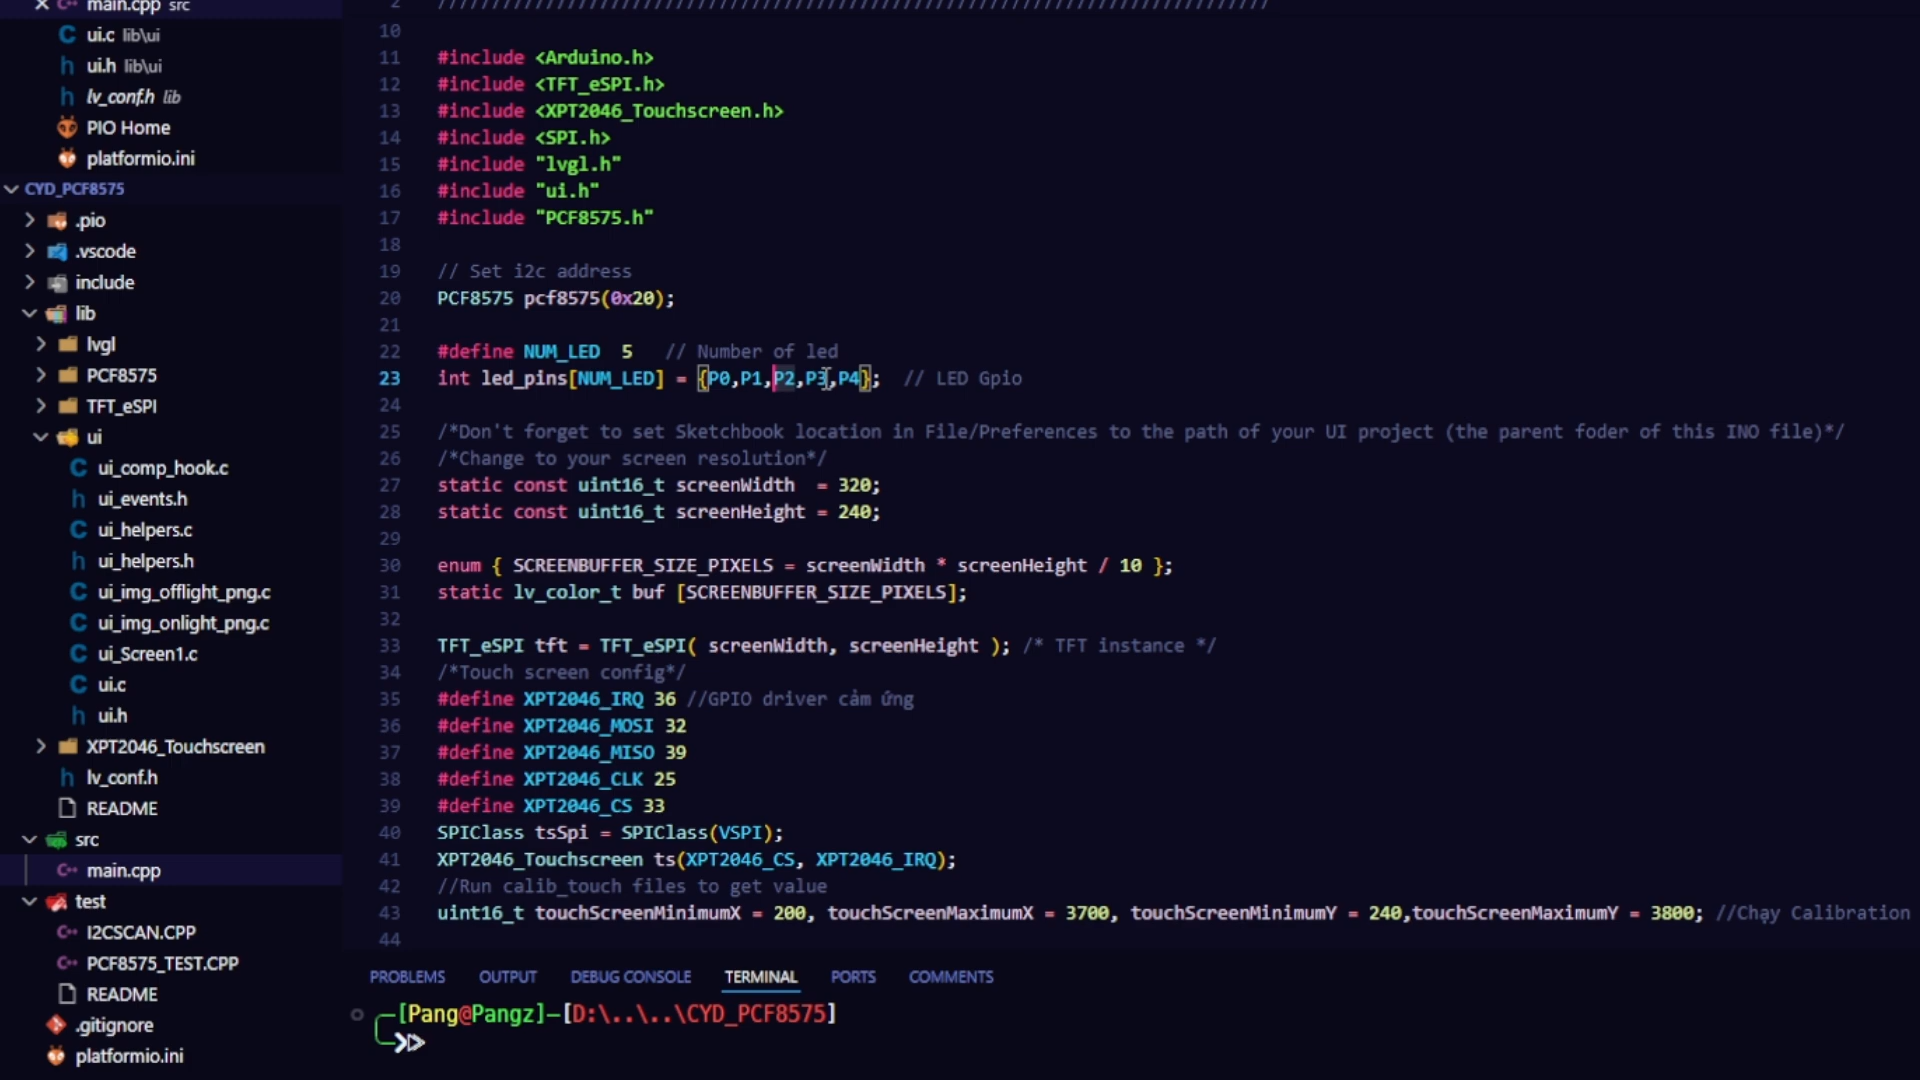 main.cpp src
ui.c lib\ui
ui.h lib\ui
lv_conf.h lib
PIO Home
platformio.ini
CYD_PCF8575
.pio
.vscode
include
lib
lvgl
PCF8575
TFT_eSPI
ui
ui_comp_hook.c
ui_events.h
ui_helpers.c
ui_helpers.h
ui_img_offlight_png.c
ui_img_onlight_png.c
ui_Screen1.c
ui.c
ui.h
XPT2046_Touchscreen
lv_conf.h
README
src
main.cpp
test
I2CSCAN.CPP
PCF8575_TEST.CPP
README
.gitignore
platformio.ini
2 ////////////////////////////////////////////////////////////////////////////
10
11 #include <Arduino.h>
12 #include <TFT_eSPI.h>
13 #include <XPT2046_Touchscreen.h>
14 #include <SPI.h>
15 #include "lvgl.h"
16 #include "ui.h"
17 #include "PCF8575.h"
18
19 // Set i2c address
20 PCF8575 pcf8575(0x20);
21
22 #define NUM_LED  5   // Number of led
23 int led_pins[NUM_LED] = {P0,P1,P2,P3,P4};  // LED Gpio
24
25 /*Don't forget to set Sketchbook location in File/Preferences to the path of your UI project (the parent foder of this INO file)*/
26 /*Change to your screen resolution*/
27 static const uint16_t screenWidth  = 320;
28 static const uint16_t screenHeight = 240;
29
30 enum { SCREENBUFFER_SIZE_PIXELS = screenWidth * screenHeight / 10 };
31 static lv_color_t buf [SCREENBUFFER_SIZE_PIXELS];
32
33 TFT_eSPI tft = TFT_eSPI( screenWidth, screenHeight ); /* TFT instance */
34 /*Touch screen config*/
35 #define XPT2046_IRQ 36 //GPIO driver cảm ứng
36 #define XPT2046_MOSI 32
37 #define XPT2046_MISO 39
38 #define XPT2046_CLK 25
39 #define XPT2046_CS 33
40 SPIClass tsSpi = SPIClass(VSPI);
41 XPT2046_Touchscreen ts(XPT2046_CS, XPT2046_IRQ);
42 //Run calib_touch files to get value
43 uint16_t touchScreenMinimumX = 200, touchScreenMaximumX = 3700, touchScreenMinimumY = 240,touchScreenMaximumY = 3800; //Chạy Calibration
44
PROBLEMS OUTPUT DEBUG CONSOLE TERMINAL PORTS COMMENTS
[Pang@Pangz]-[D:\..\..\CYD_PCF8575]